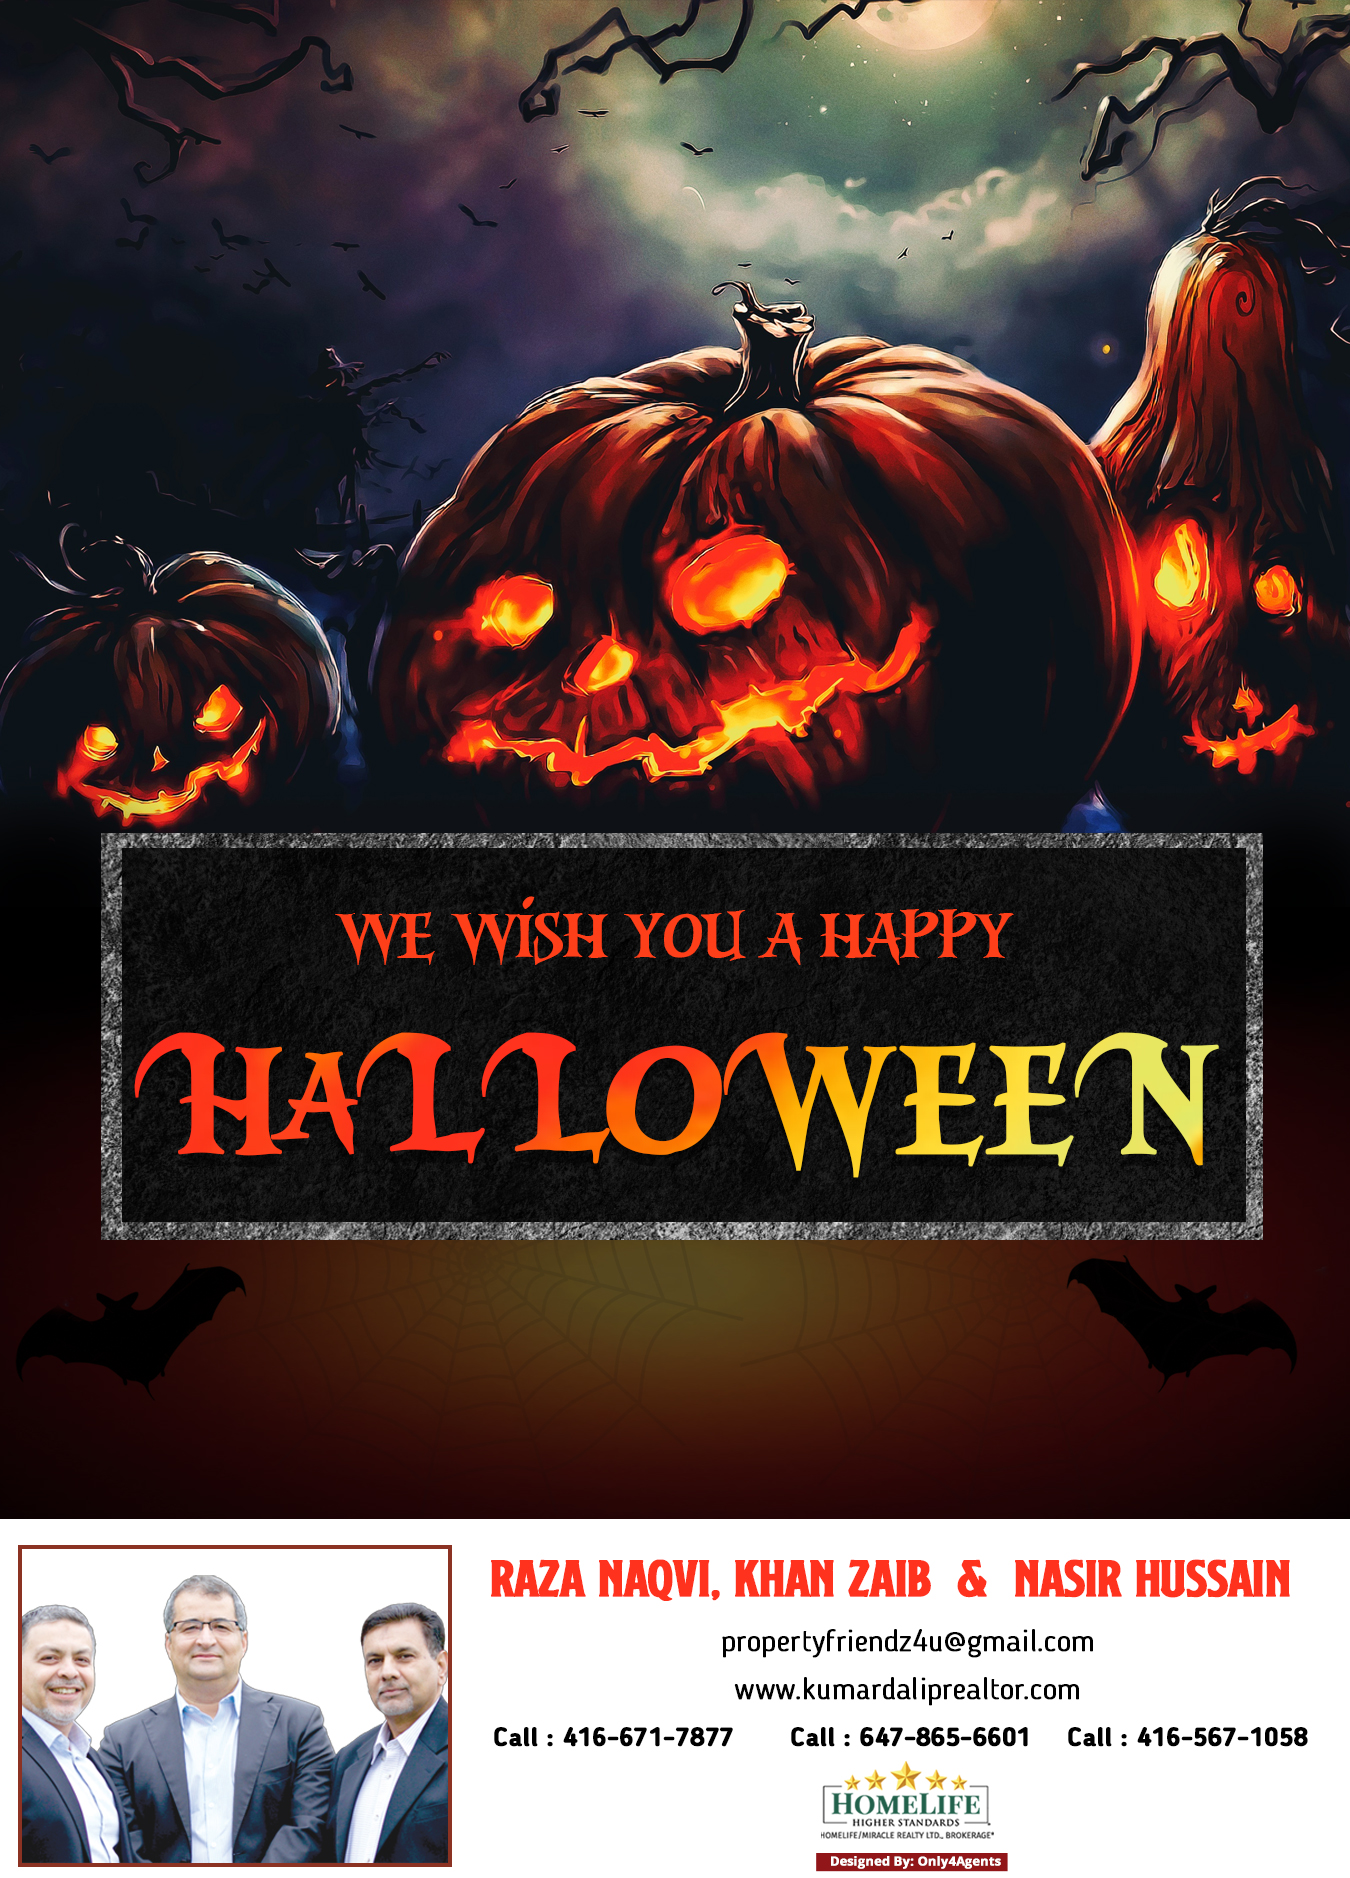 WE WISH YOU A HAPPY
HALLOWEEN
RAZA NAQVI, KHAN ZAIB & NASIR HUSSAIN
propertyfriendz4u@gmail.com
www.kumardaliprealtor.com
Call : 416-671-7877 Call : 647-865-6601 Call : 416-567-1058
HOMELIFE
HIGHER STANDARDS
HOMELIFE/MIRACLE REALTY LTD., BROKERAGE*
Designed By: Only4Agents